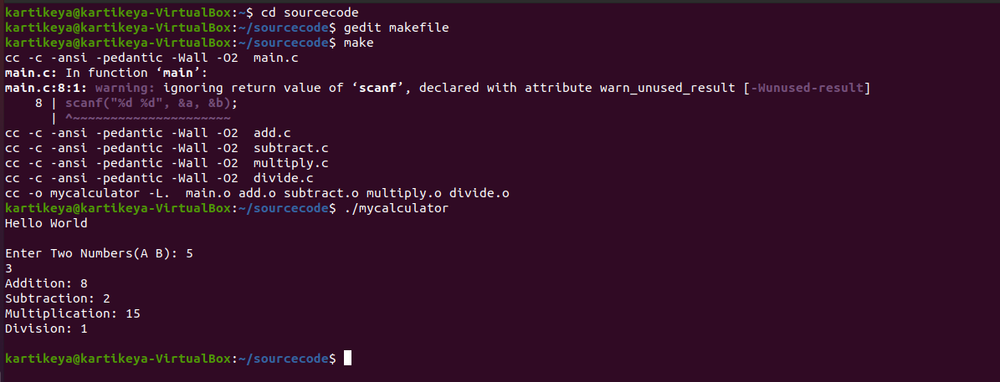 kartikeya@kartikeya-VirtualBox:~$ cd sourcecode
kartikeya@kartikeya-VirtualBox:~/sourcecode$ gedit makefile
kartikeya@kartikeya-VirtualBox:~/sourcecode$ make
cc -c -ansi -pedantic -Wall -O2  main.c
main.c: In function ‘main’:
main.c:8:1: warning: ignoring return value of ‘scanf’, declared with attribute warn_unused_result [-Wunused-result]
    8 | scanf("%d %d", &a, &b);
      | ^~~~~~~~~~~~~~~~~~~~~~
cc -c -ansi -pedantic -Wall -O2  add.c
cc -c -ansi -pedantic -Wall -O2  subtract.c
cc -c -ansi -pedantic -Wall -O2  multiply.c
cc -c -ansi -pedantic -Wall -O2  divide.c
cc -o mycalculator -L.  main.o add.o subtract.o multiply.o divide.o
kartikeya@kartikeya-VirtualBox:~/sourcecode$ ./mycalculator
Hello World

Enter Two Numbers(A B): 5
3
Addition: 8
Subtraction: 2
Multiplication: 15
Division: 1

kartikeya@kartikeya-VirtualBox:~/sourcecode$